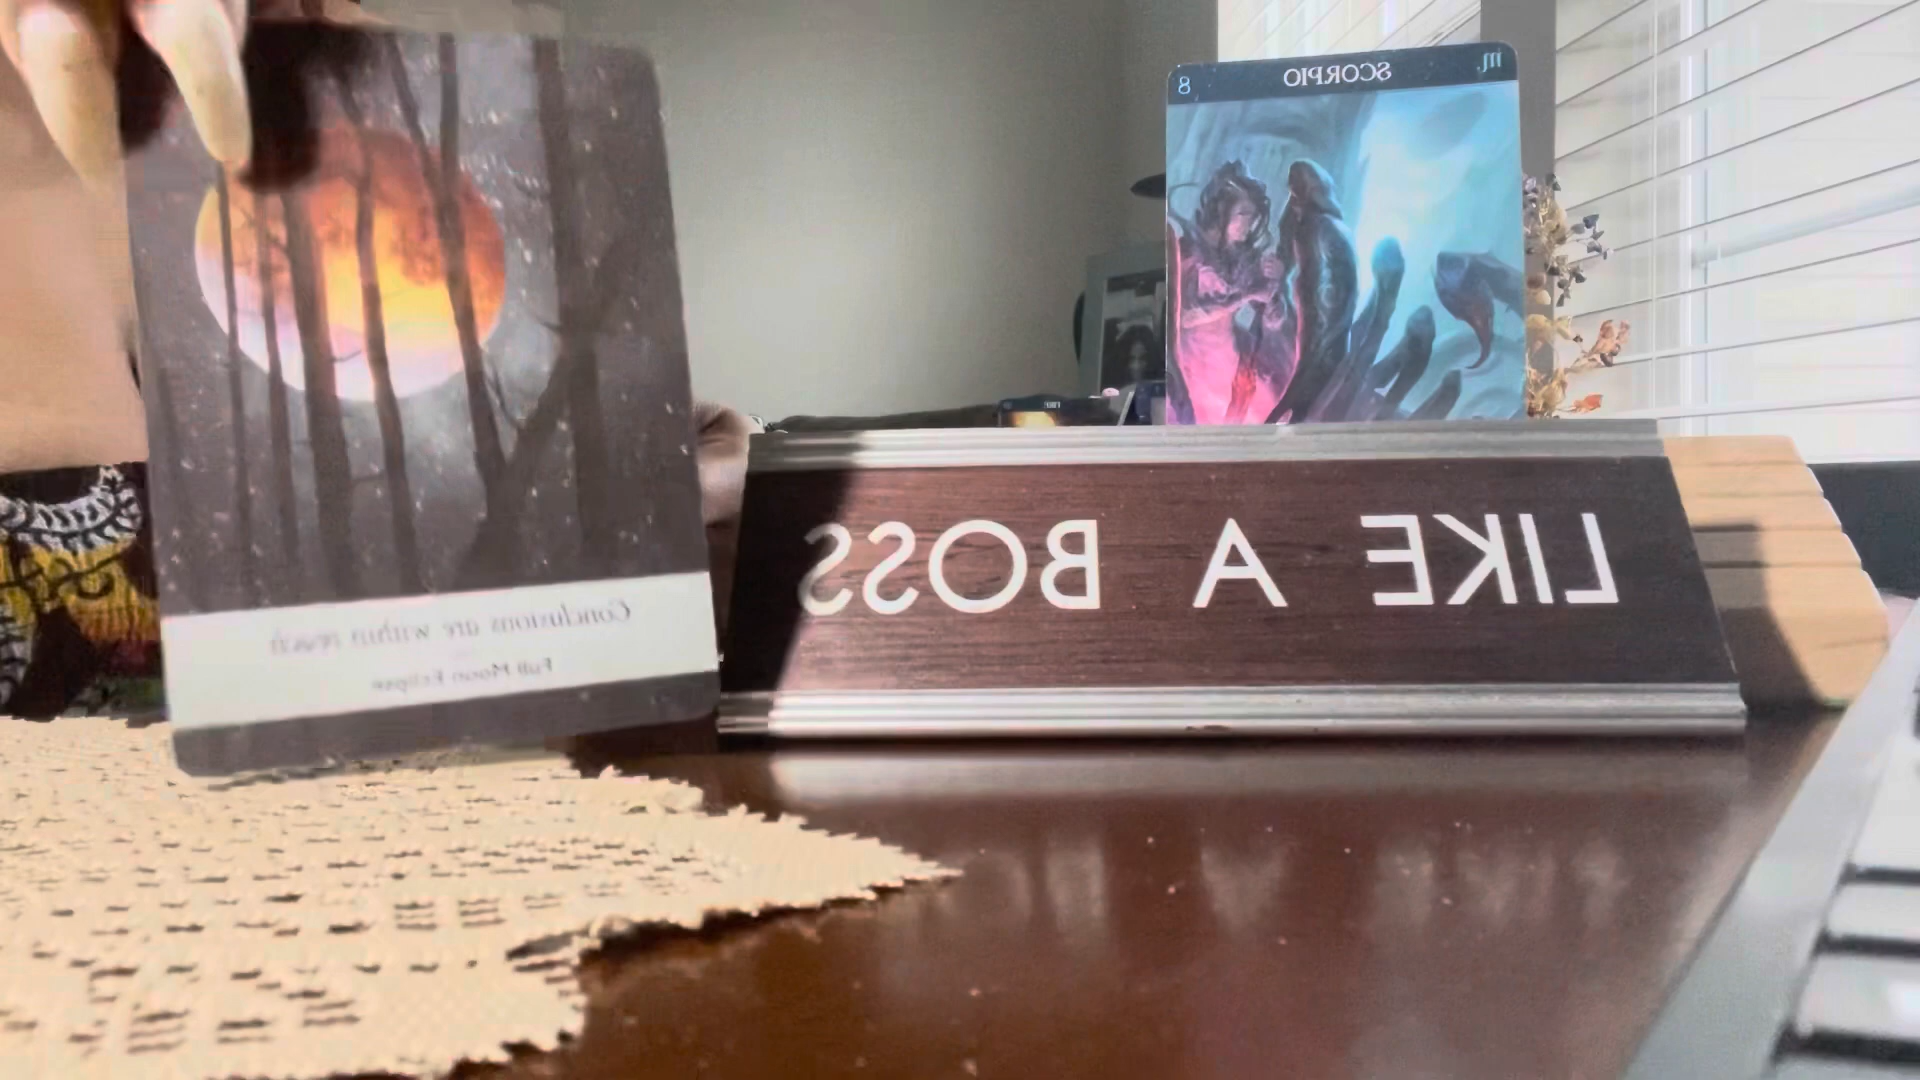 ♏
SCORPIO
8
LIKE A BOSS
Conclusions are within reach
Full Moon Eclipse